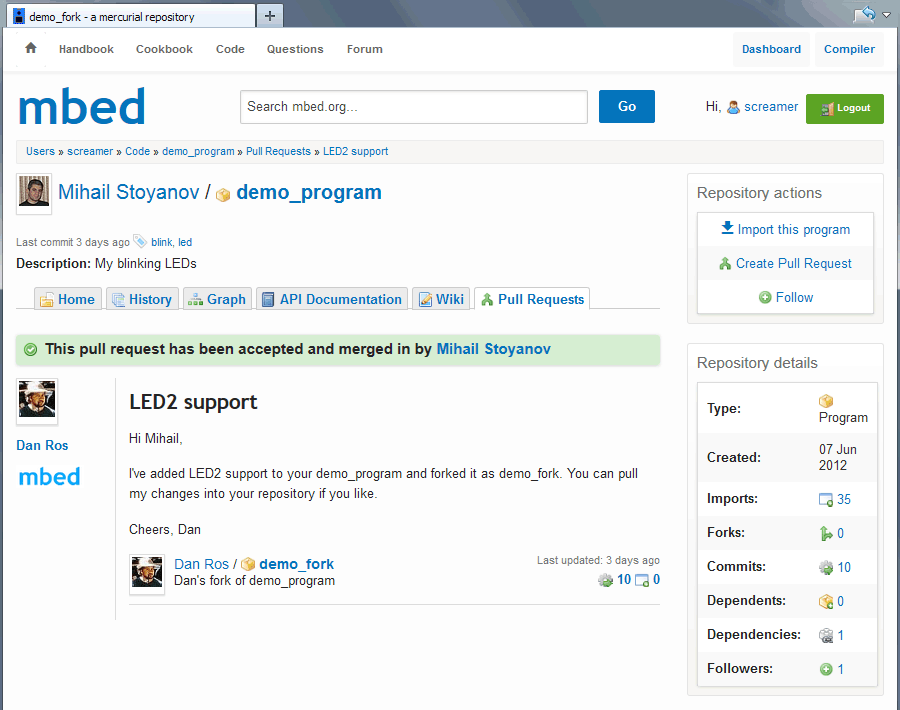 demo_fork - a mercurial repository
Handbook Cookbook Code Questions Forum Dashboard Compiler
mbed
Search mbed.org...
Go
Hi, screamer
Logout
Users » screamer » Code » demo_program » Pull Requests » LED2 support
Mihail Stoyanov / demo_program
Last commit 3 days ago blink, led
Description: My blinking LEDs
Home History Graph API Documentation Wiki Pull Requests
This pull request has been accepted and merged in by Mihail Stoyanov
Dan Ros
mbed
LED2 support
Hi Mihail,
I've added LED2 support to your demo_program and forked it as demo_fork. You can pull
my changes into your repository if you like.
Cheers, Dan
Dan Ros / demo_fork
Dan's fork of demo_program
Last updated: 3 days ago
10 0
Repository actions
Import this program
Create Pull Request
Follow
Repository details
Type: Program
Created: 07 Jun
2012
Imports: 35
Forks: 0
Commits: 10
Dependents: 0
Dependencies: 1
Followers: 1